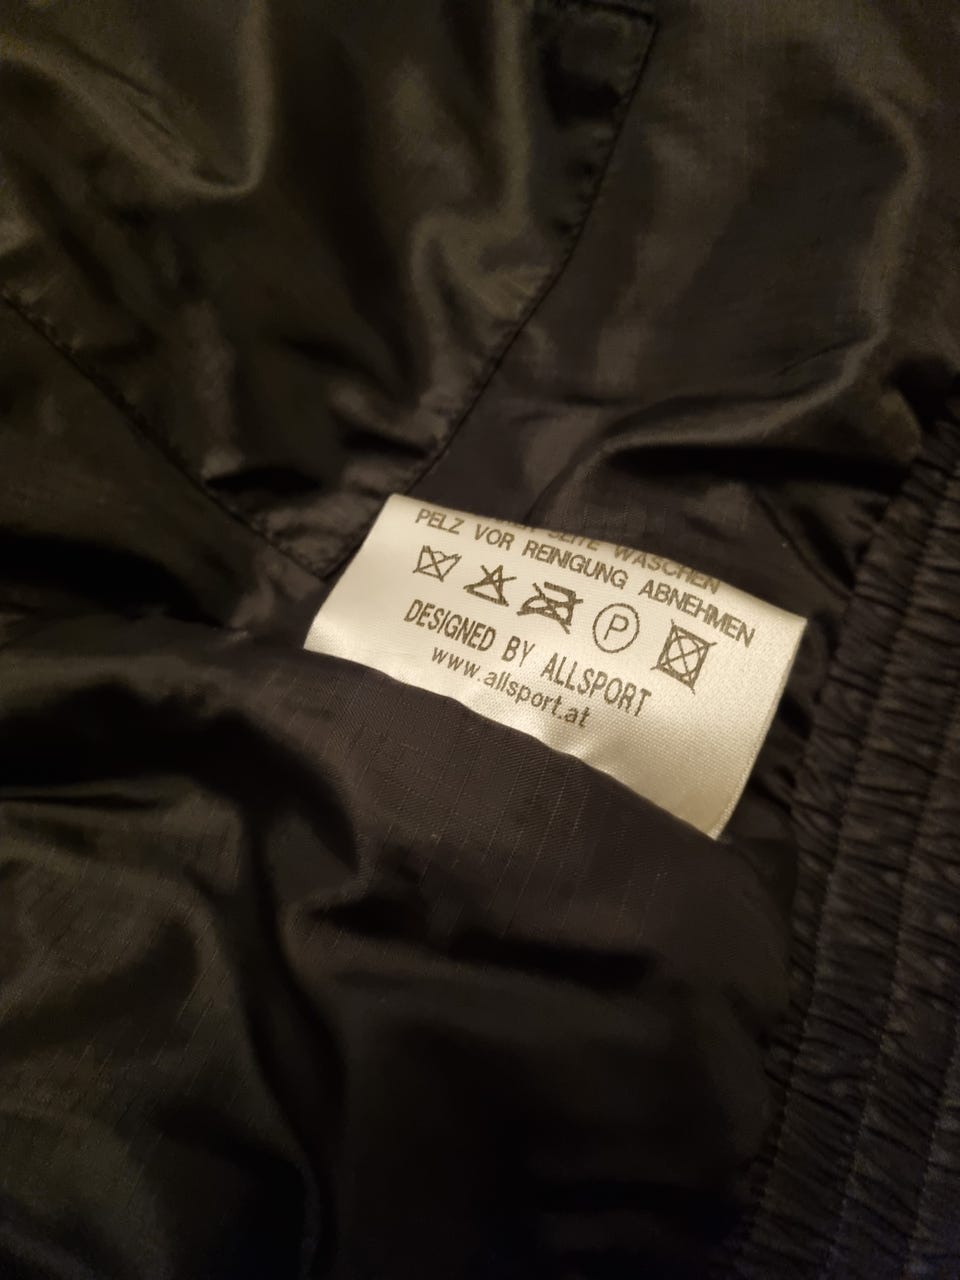 SEITE WASCHEN
PELZ VOR REINIGUNG ABNEHMEN
P
DESIGNED BY ALLSPORT
www.allsport.at